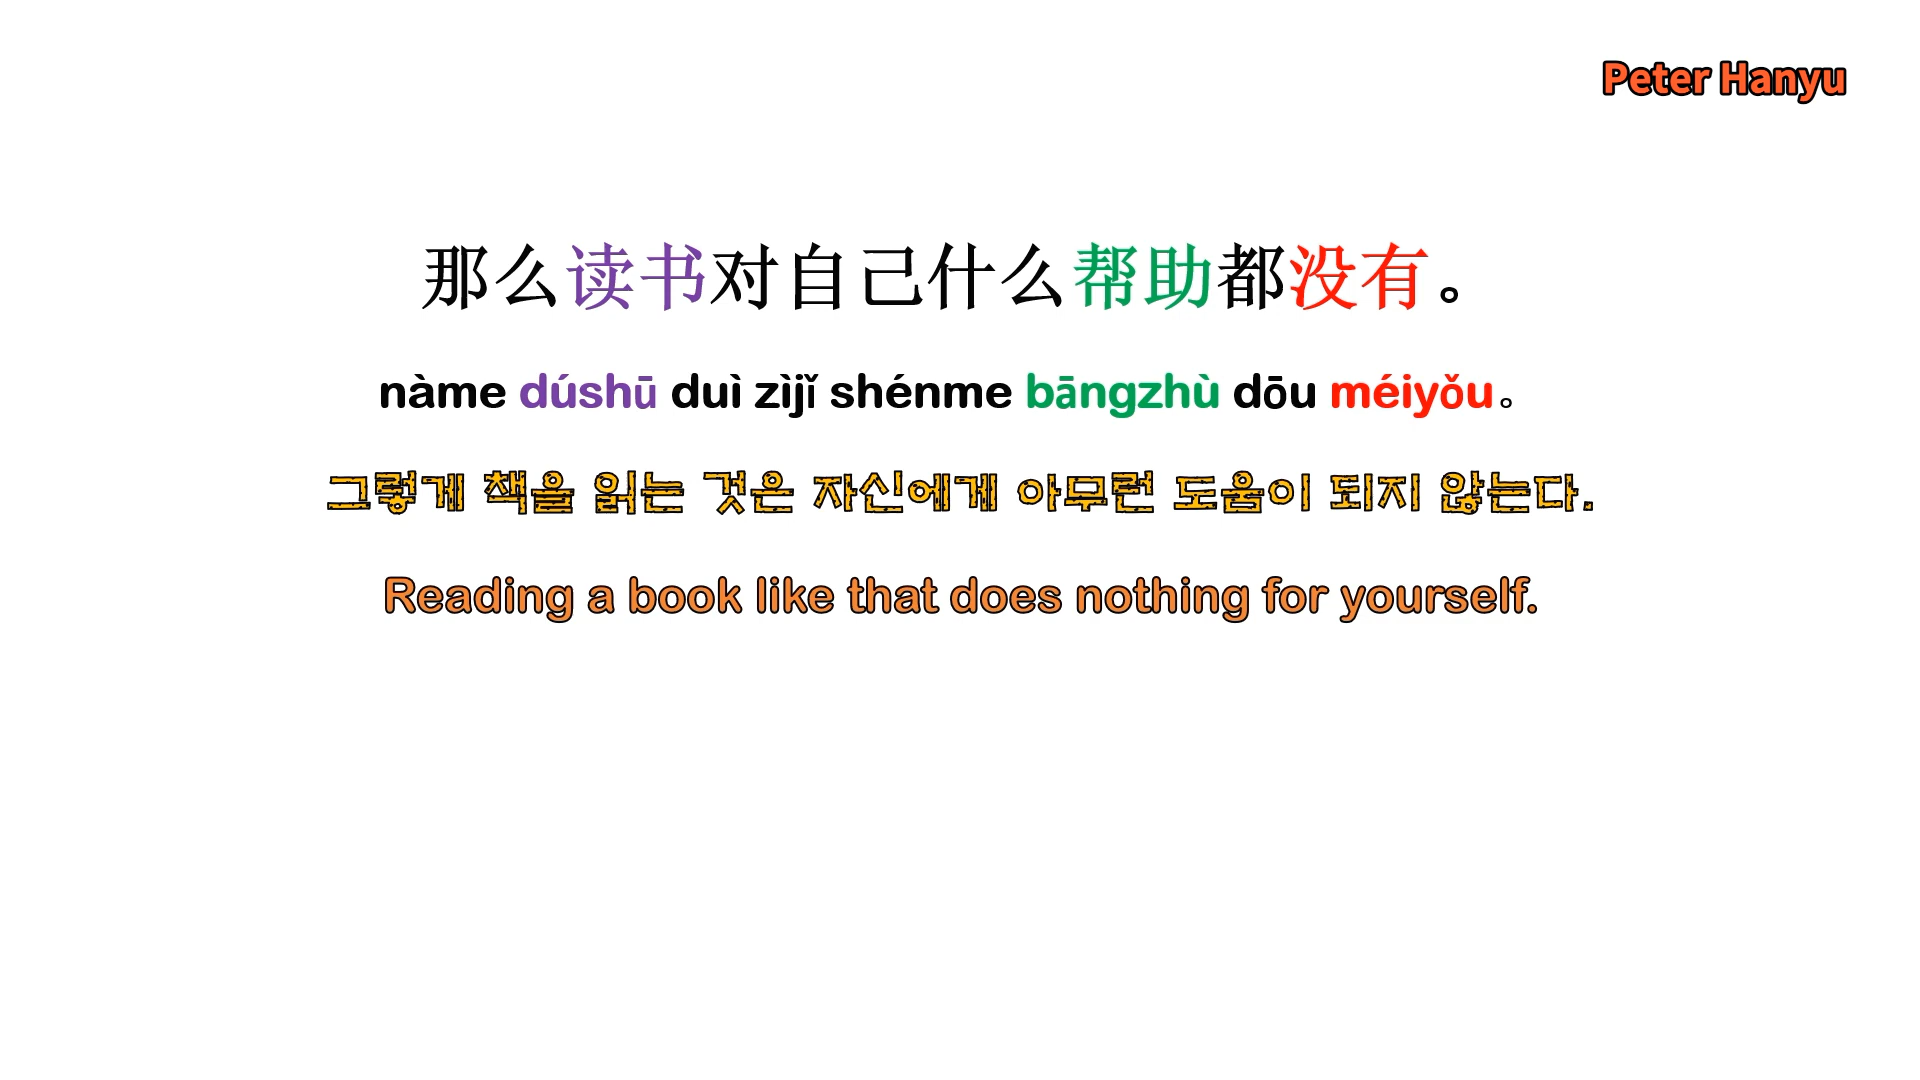 Peter Hanyu
那么读书对自己什么帮助都没有。
nàme dúshū duì zìjǐ shénme bāngzhù dōu méiyǒu。
그렇게 책을 읽는 것은 자신에게 아무런 도움이 되지 않는다.
Reading a book like that does nothing for yourself.